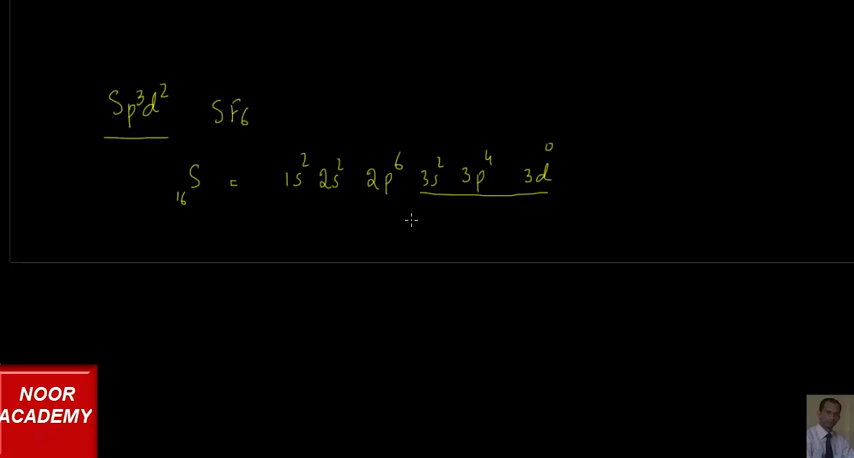 Sp³d² SF₆
₁₆S = 1s² 2s² 2p⁶ 3s² 3p⁴ 3d⁰
NOOR
ACADEMY